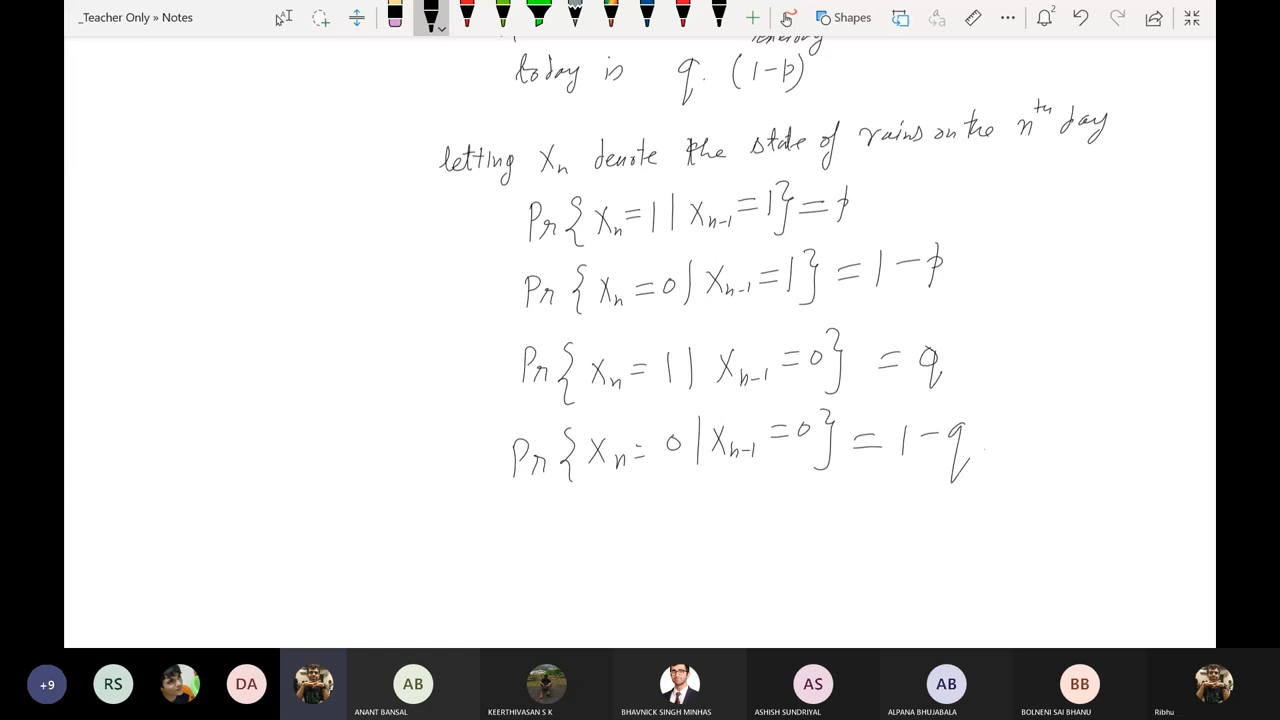 _Teacher Only » Notes
Shapes
2
today is q. (1-p)
letting Xn denote the state of rains on the nth day
Pr{Xn=1|Xn-1=1}=p
Pr{Xn=0|Xn-1=1}=1-p
Pr{Xn=1|Xn-1=0}=q
Pr{Xn=0|Xn-1=0}=1-q
+9
RS
DA
AB
AS
AB
BB
ANANT BANSAL
KEERTHIVASAN S K
BHAVNICK SINGH MINHAS
ASHISH SUNDRIYAL
ALPANA BHUJABALA
BOLNENI SAI BHANU
Ribhu